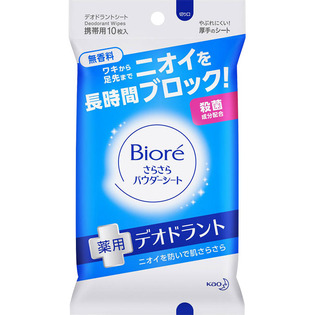 デオドラントシート
Deodorant Wipes
携帯用10枚入
切り口
やぶれにくい!
厚手のシート
無香料
ワキから
足先まで
ニオイを
長時間ブロック!
殺菌
成分配合
Bioré
さらさら
パウダーシート
薬用
デオドラント
ニオイを防いで肌さらさら
Kao